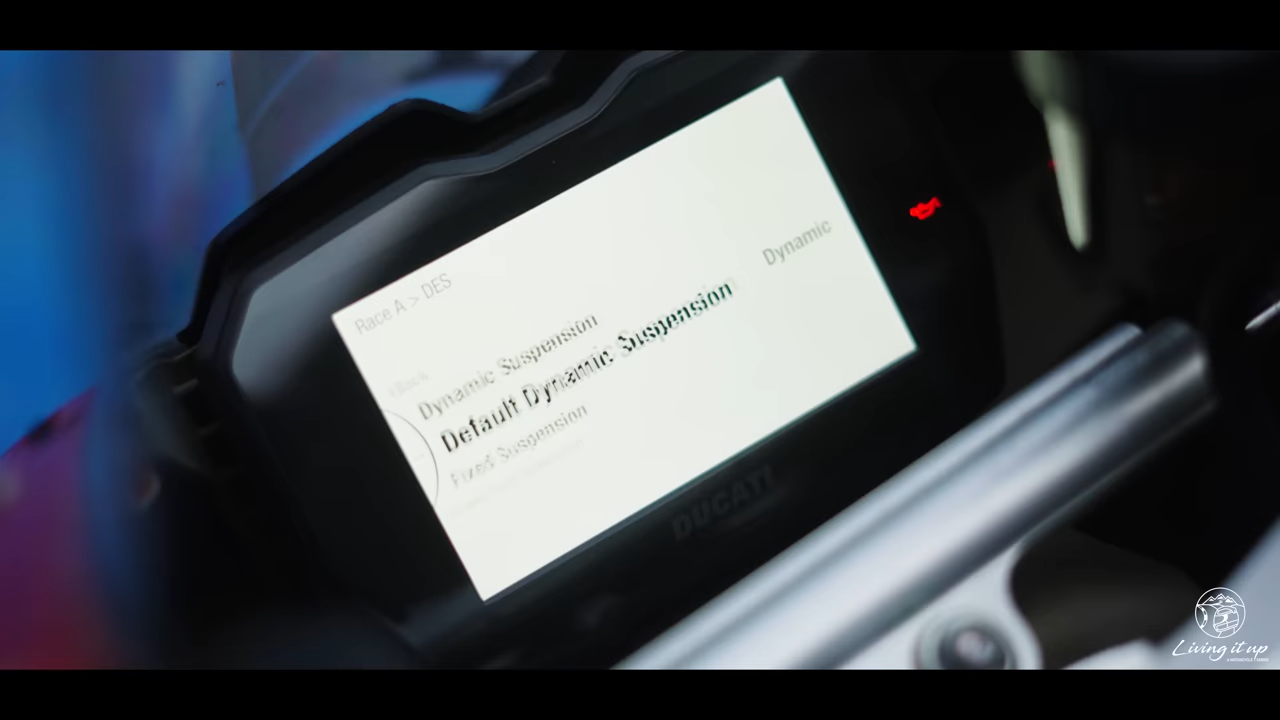 Race A > DES
Dynamic Suspension
Default Dynamic Suspension
Dynamic
Fixed Suspension
DUCATI
Living it up